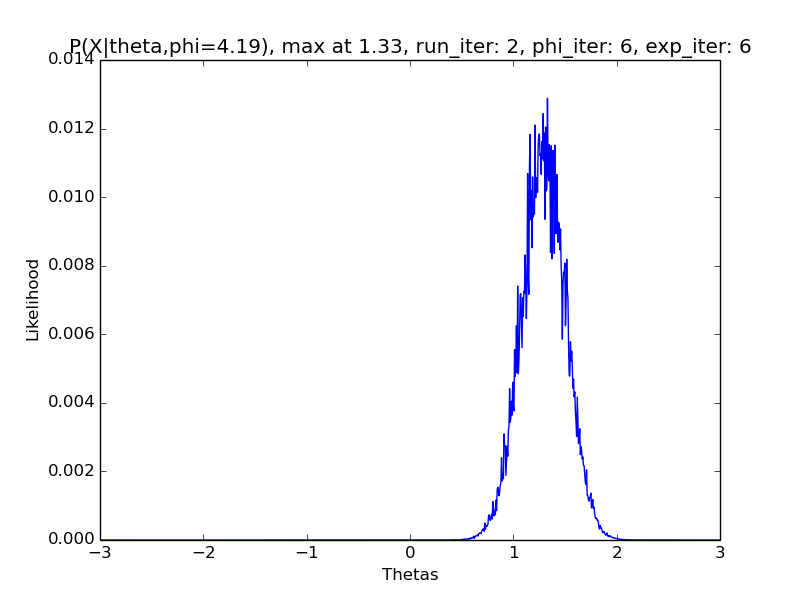 P(X|theta,phi=4.19), max at 1.33, run_iter: 2, phi_iter: 6, exp_iter: 6
0.014
0.012
0.010
0.008
0.006
0.004
0.002
0.000
Likelihood
−3 −2 −1 0 1 2 3
Thetas